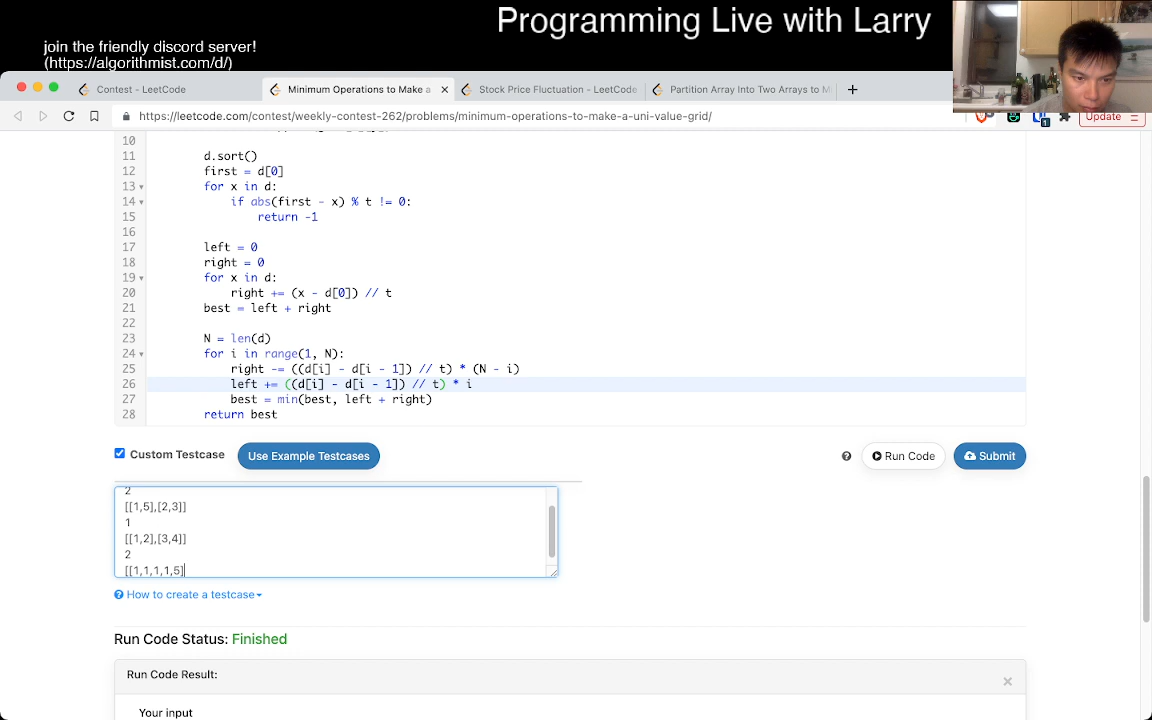 Programming Live with Larry
join the friendly discord server!
(https://algorithmist.com/d/)
Contest - LeetCode
Minimum Operations to Make a
Stock Price Fluctuation - LeetCode
Partition Array Into Two Arrays to M
https://leetcode.com/contest/weekly-contest-262/problems/minimum-operations-to-make-a-uni-value-grid/
Update
10
11 d.sort()
12 first = d[0]
13 for x in d:
14 if abs(first - x) % t != 0:
15 return -1
16
17 left = 0
18 right = 0
19 for x in d:
20 right += (x - d[0]) // t
21 best = left + right
22
23 N = len(d)
24 for i in range(1, N):
25 right -= ((d[i] - d[i - 1]) // t) * (N - i)
26 left += ((d[i] - d[i - 1]) // t) * i
27 best = min(best, left + right)
28 return best
Custom Testcase
Use Example Testcases
Run Code
Submit
2
[[1,5],[2,3]]
1
[[1,2],[3,4]]
2
[[1,1,1,1,5]
How to create a testcase
Run Code Status: Finished
Run Code Result:
Your input